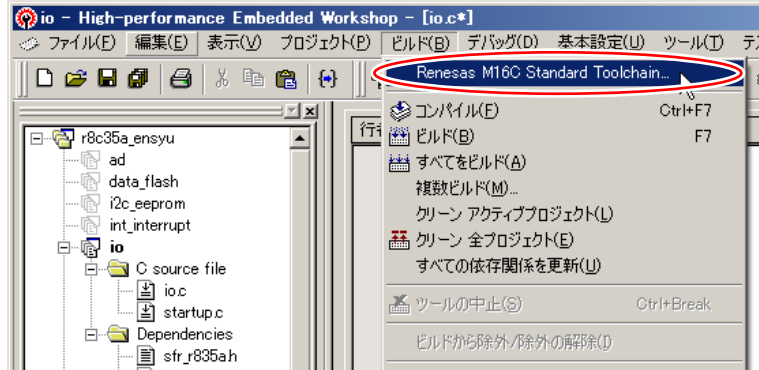 io - High-performance Embedded Workshop - [io.c*]
ファイル(F) 編集(E) 表示(V) プロジェクト(P) ビルド(B) デバッグ(D) 基本設定(U) ツール(T) テス
Renesas M16C Standard Toolchain...
行
コンパイル(F) Ctrl+F7
ビルド(B) F7
すべてをビルド(A)
複数ビルド(M)...
クリーン アクティブプロジェクト(L)
クリーン 全プロジェクト(E)
すべての依存関係を更新(U)
ツールの中止(S) Ctrl+Break
ビルドから除外/除外の解除(I)
r8c35a_ensyu
ad
data_flash
i2c_eeprom
int_interrupt
io
C source file
io.c
startup.c
Dependencies
sfr_r835a.h